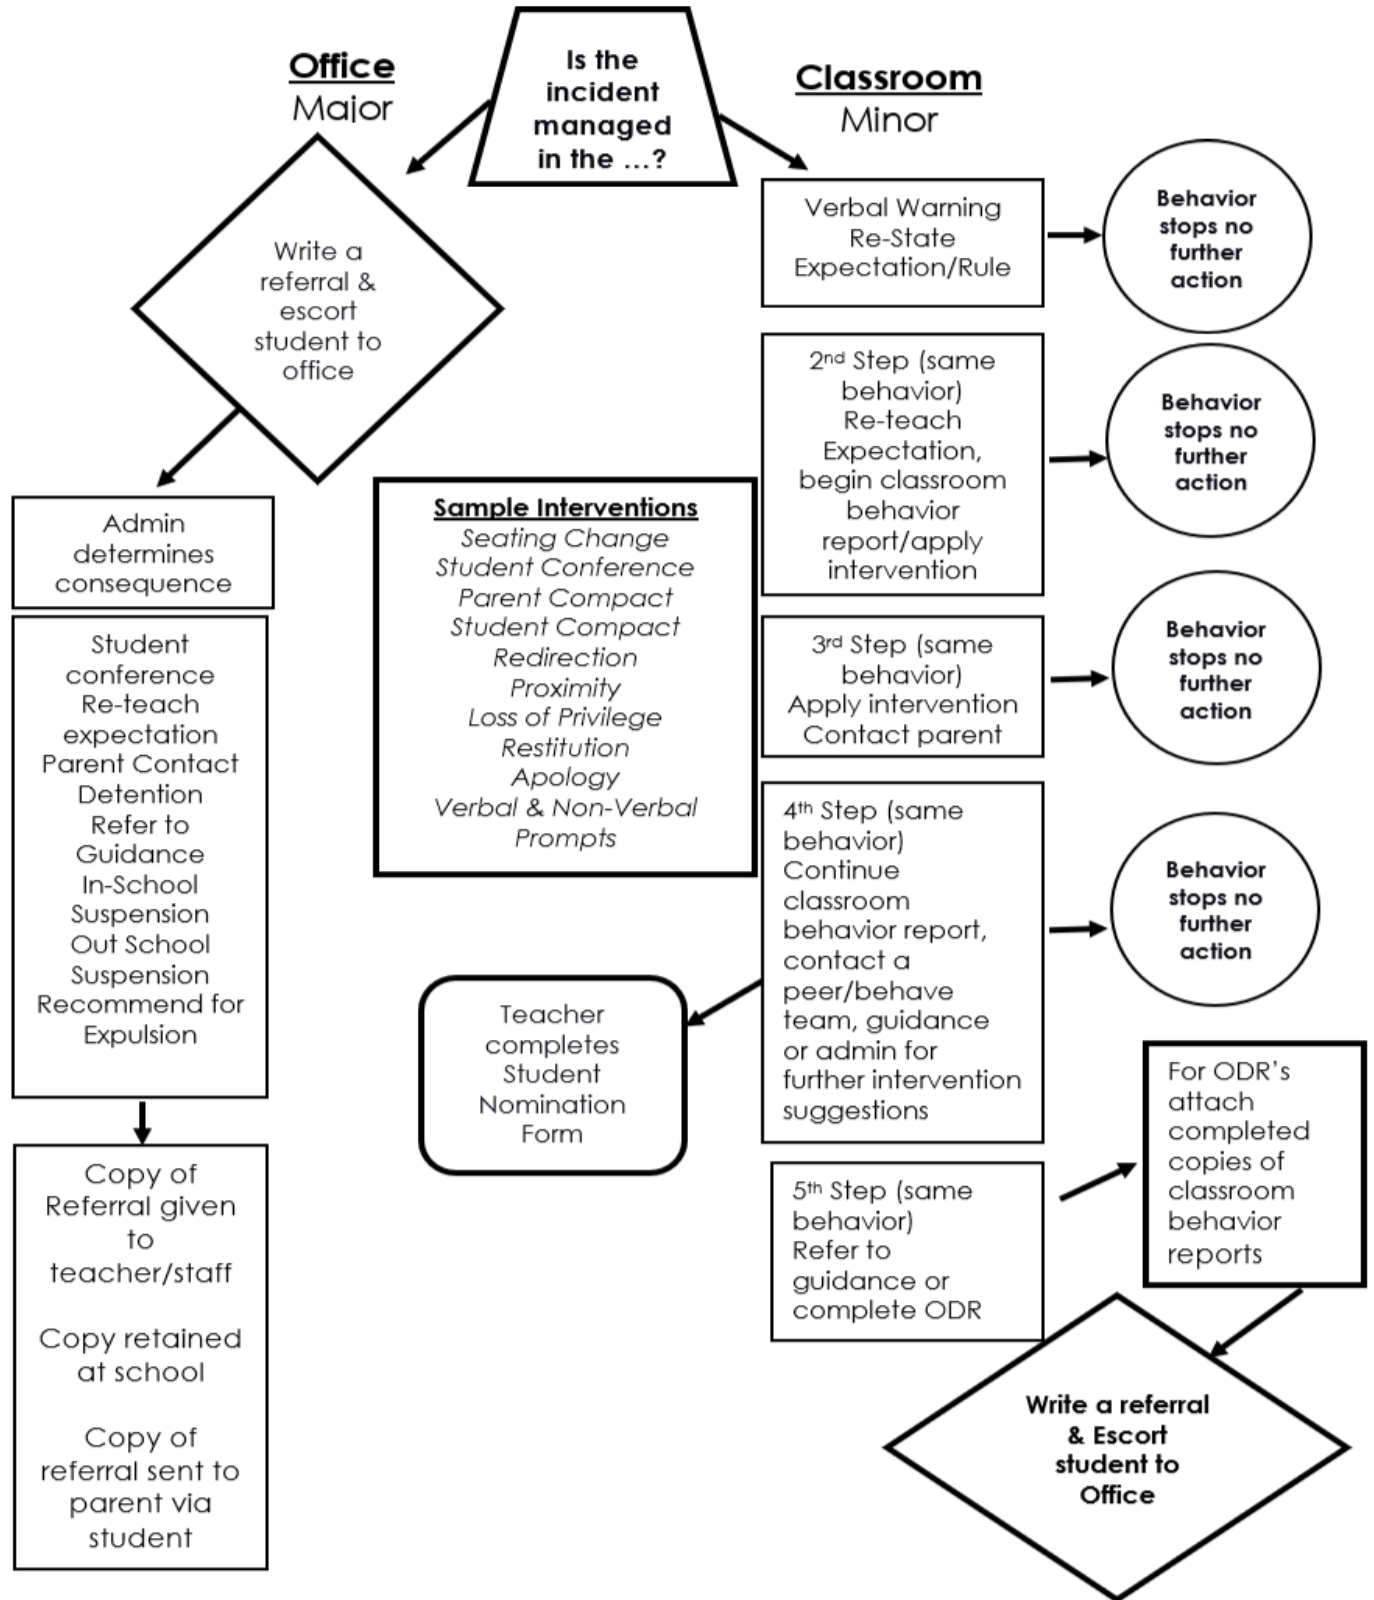 Is the
incident
managed
in the ...?
Office
Major
Write a
referral &
escort
student to
office
Admin
determines
consequence
Student
conference
Re-teach
expectation
Parent Contact
Detention
Refer to
Guidance
In-School
Suspension
Out School
Suspension
Recommend for
Expulsion
Copy of
Referral given
to
teacher/staff
Copy retained
at school
Copy of
referral sent to
parent via
student
Sample Interventions
Seating Change
Student Conference
Parent Compact
Student Compact
Redirection
Proximity
Loss of Privilege
Restitution
Apology
Verbal & Non-Verbal
Prompts
Classroom
Minor
Verbal Warning
Re-State
Expectation/Rule
Behavior
stops no
further
action
2nd Step (same
behavior)
Re-teach
Expectation,
begin classroom
behavior
report/apply
intervention
Behavior
stops no
further
action
3rd Step (same
behavior)
Apply intervention
Contact parent
Behavior
stops no
further
action
4th Step (same
behavior)
Continue
classroom
behavior report,
contact a
peer/behave
team, guidance
or admin for
further intervention
suggestions
Behavior
stops no
further
action
Teacher
completes
Student
Nomination
Form
5th Step (same
behavior)
Refer to
guidance or
complete ODR
For ODR's
attach
completed
copies of
classroom
behavior
reports
Write a referral
& Escort
student to
Office